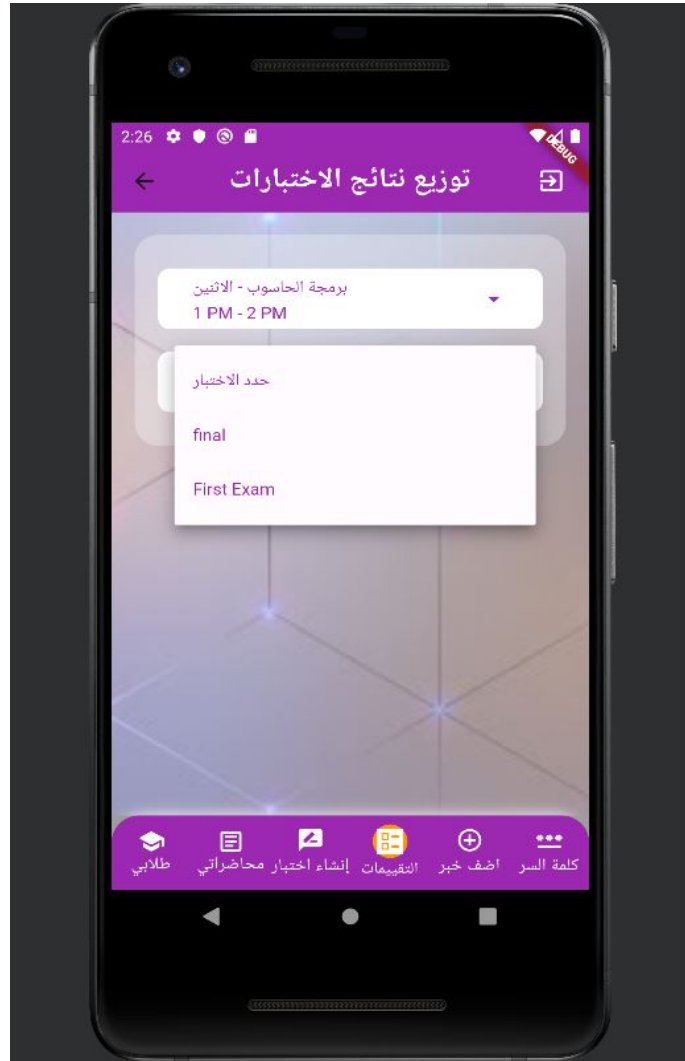 2:26
DEBUG
توزيع نتائج الاختبارات
برمجة الحاسوب - الاثنين
1 PM - 2 PM
حدد الاختبار
final
First Exam
كلمة السر
اضف خبر
التقييمات
إنشاء اختبار
محاضراتي
طلابي